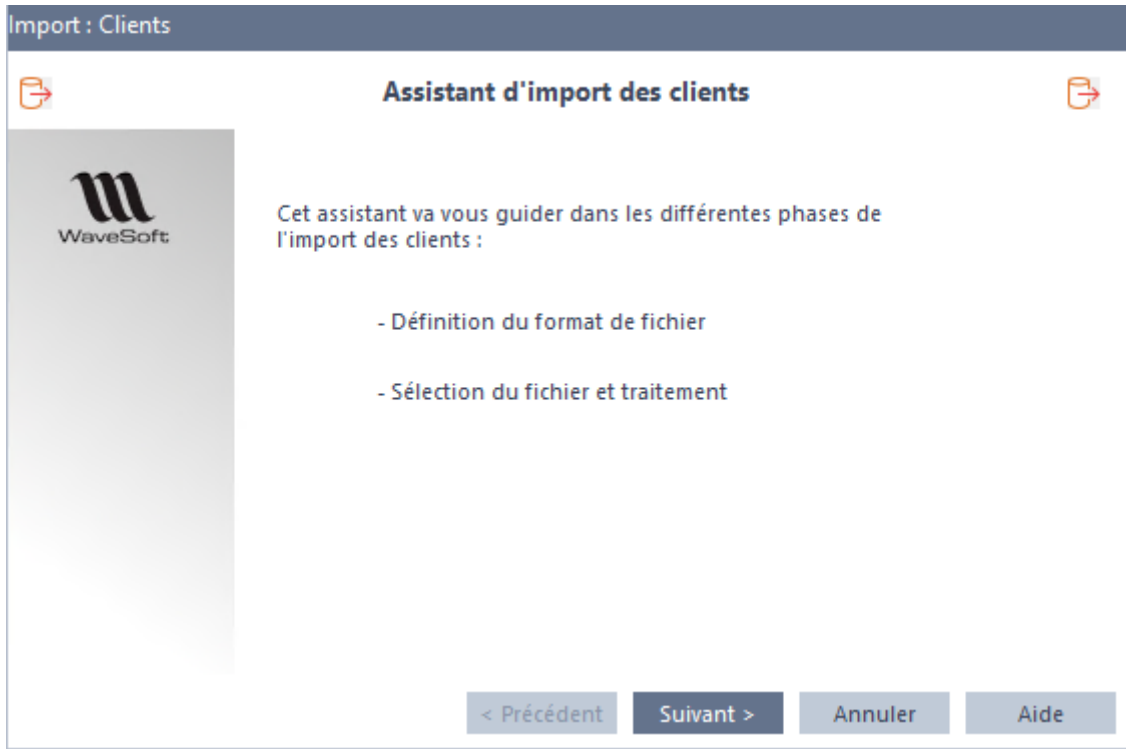 Import : Clients
Assistant d'import des clients
WaveSoft
Cet assistant va vous guider dans les différentes phases de
l'import des clients :
- Définition du format de fichier
- Sélection du fichier et traitement
< Précédent
Suivant >
Annuler
Aide